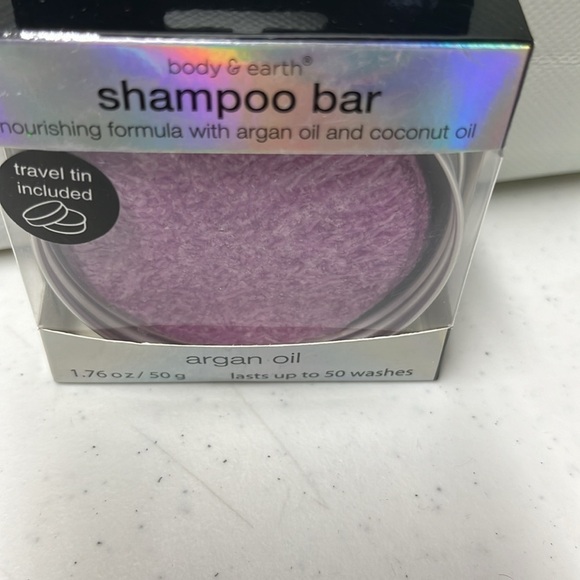 body & earth®
shampoo bar
nourishing formula with argan oil and coconut oil
travel tin
included
argan oil
1.76 oz / 50 g lasts up to 50 washes